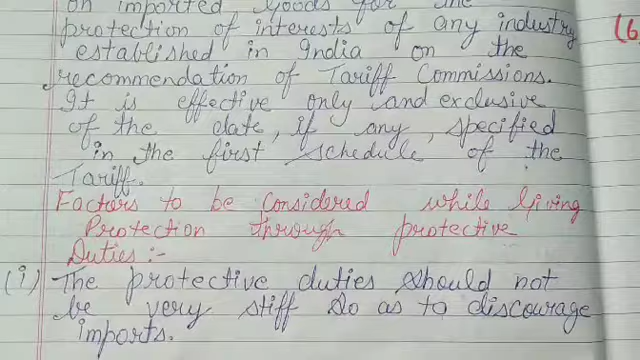 on imported goods for the
protection of interests of any industry
established in India on the
recommendation of Tariff Commissions.
It is effective only and exclusive
of the date, if any, specified
in the first schedule of the
Tariff.
Factors to be Considered while Giving
Protection through protective
Duties :-
(i) The protective duties should not
be very stiff so as to discourage
imports.
(6